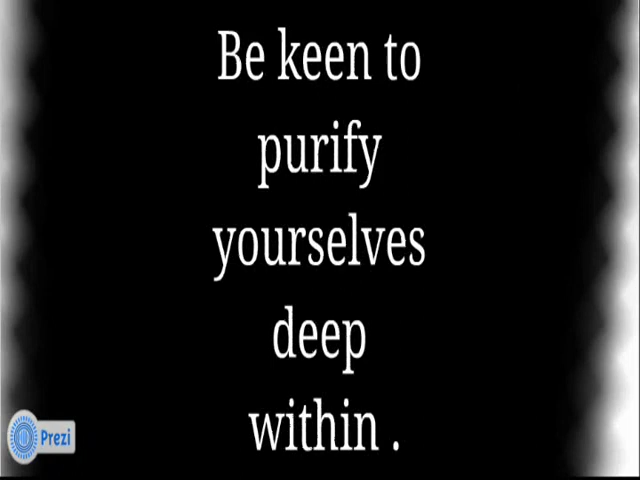 Be keen to
purify
yourselves
deep
within .
Prezi